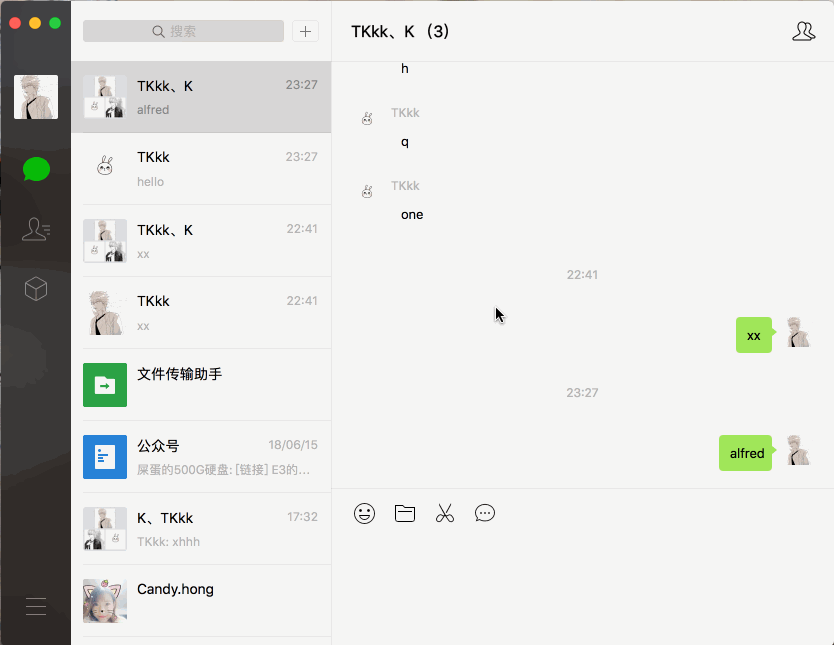 搜索
TKkk、K
23:27
alfred
TKkk
23:27
hello
TKkk、K
22:41
xx
TKkk
22:41
xx
文件传输助手
公众号
18/06/15
屎蛋的500G硬盘: [链接] E3的...
K、TKkk
17:32
TKkk: xhhh
Candy.hong
TKkk、K（3）
h
TKkk
q
TKkk
one
22:41
xx
23:27
alfred